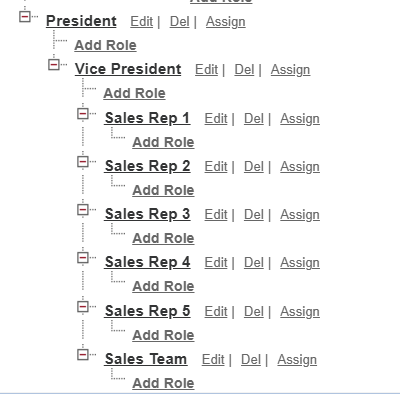 Add Role
President Edit | Del | Assign
Add Role
Vice President Edit | Del | Assign
Add Role
Sales Rep 1 Edit | Del | Assign
Add Role
Sales Rep 2 Edit | Del | Assign
Add Role
Sales Rep 3 Edit | Del | Assign
Add Role
Sales Rep 4 Edit | Del | Assign
Add Role
Sales Rep 5 Edit | Del | Assign
Add Role
Sales Team Edit | Del | Assign
Add Role